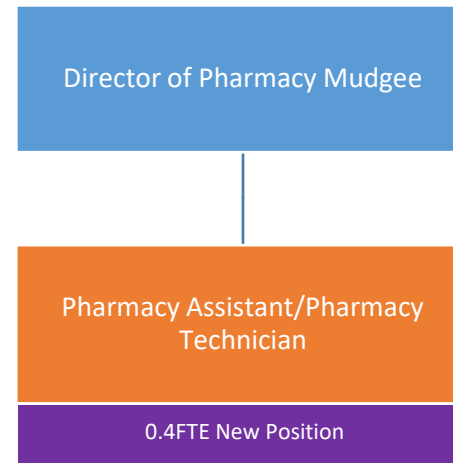 Director of Pharmacy Mudgee
Pharmacy Assistant/Pharmacy
Technician
0.4FTE New Position